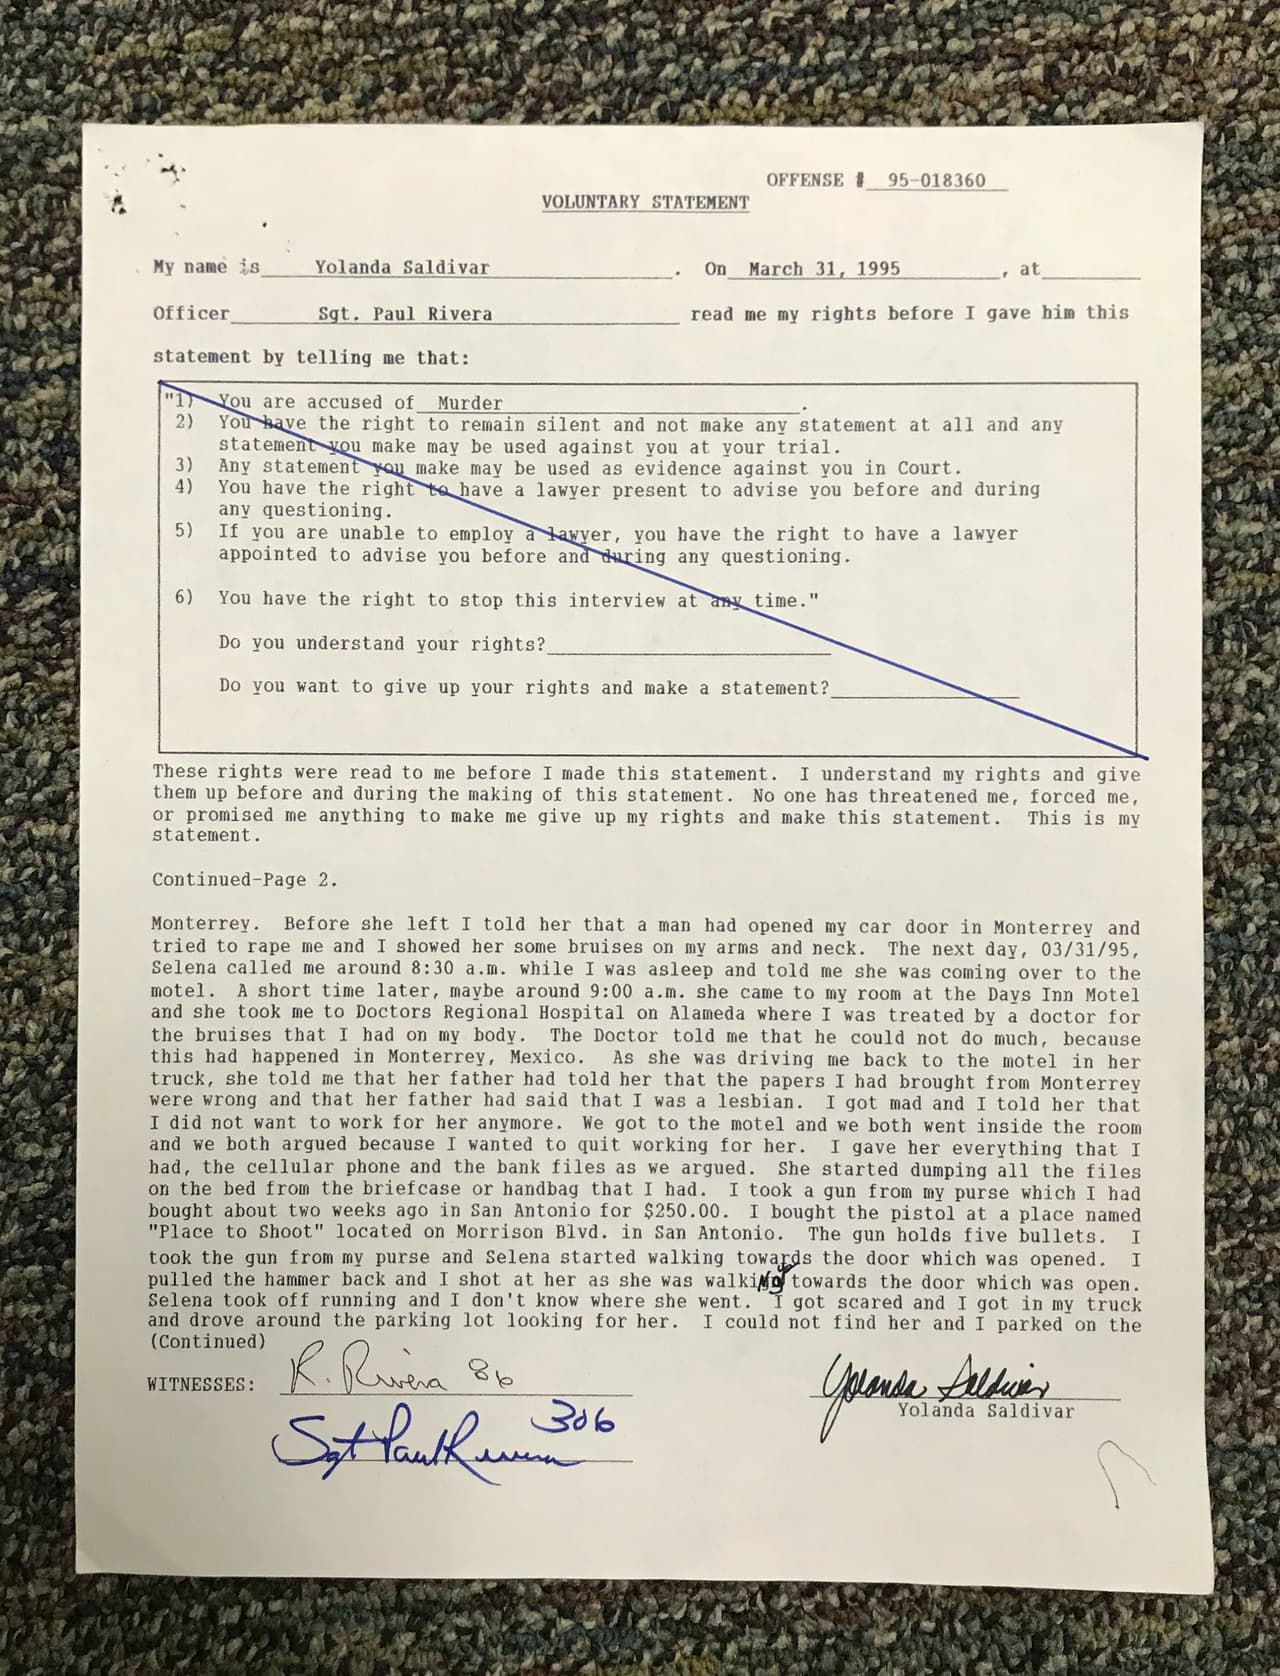 OFFENSE # 95-018360
VOLUNTARY STATEMENT
My name is Yolanda Saldivar . On March 31, 1995 , at
Officer Sgt. Paul Rivera read me my rights before I gave him this
statement by telling me that:
"1) You are accused of Murder .
2) You have the right to remain silent and not make any statement at all and any
statement you make may be used against you at your trial.
3) Any statement you make may be used as evidence against you in Court.
4) You have the right to have a lawyer present to advise you before and during
any questioning.
5) If you are unable to employ a lawyer, you have the right to have a lawyer
appointed to advise you before and during any questioning.
6) You have the right to stop this interview at any time."
Do you understand your rights?
Do you want to give up your rights and make a statement?
These rights were read to me before I made this statement. I understand my rights and give
them up before and during the making of this statement. No one has threatened me, forced me,
or promised me anything to make me give up my rights and make this statement. This is my
statement.
Continued-Page 2.
Monterrey. Before she left I told her that a man had opened my car door in Monterrey and
tried to rape me and I showed her some bruises on my arms and neck. The next day, 03/31/95,
Selena called me around 8:30 a.m. while I was asleep and told me she was coming over to the
motel. A short time later, maybe around 9:00 a.m. she came to my room at the Days Inn Motel
and she took me to Doctors Regional Hospital on Alameda where I was treated by a doctor for
the bruises that I had on my body. The Doctor told me that he could not do much, because
this had happened in Monterrey, Mexico. As she was driving me back to the motel in her
truck, she told me that her father had told her that the papers I had brought from Monterrey
were wrong and that her father had said that I was a lesbian. I got mad and I told her that
I did not want to work for her anymore. We got to the motel and we both went inside the room
and we both argued because I wanted to quit working for her. I gave her everything that I
had, the cellular phone and the bank files as we argued. She started dumping all the files
on the bed from the briefcase or handbag that I had. I took a gun from my purse which I had
bought about two weeks ago in San Antonio for $250.00. I bought the pistol at a place named
"Place to Shoot" located on Morrison Blvd. in San Antonio. The gun holds five bullets. I
took the gun from my purse and Selena started walking towards the door which was opened. I
pulled the hammer back and I shot at her as she was walking towards the door which was open.
Selena took off running and I don't know where she went. I got scared and I got in my truck
and drove around the parking lot looking for her. I could not find her and I parked on the
(Continued)
WITNESSES: R. Rivera 86 Yolanda Saldivar
Yolanda Saldivar
Sgt Paul Rivera 306